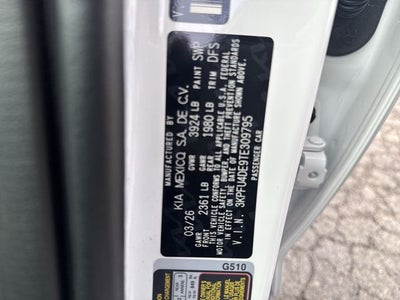 MANUFACTURED BY
KIA MEXICO S.A. DE C.V.
03/26 GVWR 3924 LB PAINT SWP
GAWR FRONT 2361 LB GAWR REAR 1980 LB TRIM DFS
THIS VEHICLE CONFORMS TO ALL APPLICABLE U.S.A. FEDERAL
MOTOR VEHICLE SAFETY, BUMPER, AND THEFT PREVENTION STANDARDS
IN EFFECT ON THE DATE OF MANUFACTURE SHOWN ABOVE.
V.I.N. 3KPFU4DE9TE309795
PASSENGER CAR
G510